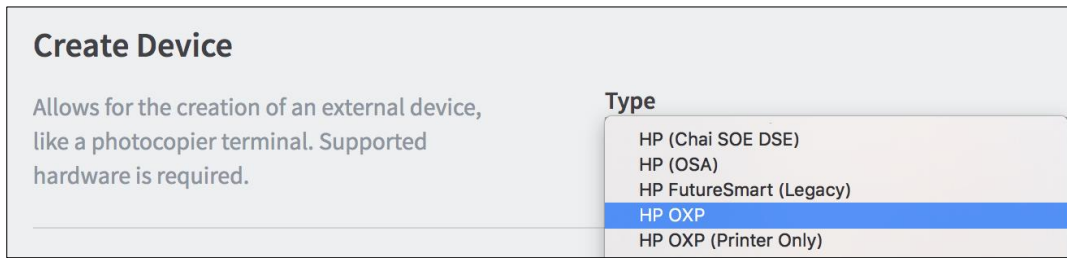 Create Device
Allows for the creation of an external device,
like a photocopier terminal. Supported
hardware is required.
Type
HP (Chai SOE DSE)
HP (OSA)
HP FutureSmart (Legacy)
HP OXP
HP OXP (Printer Only)